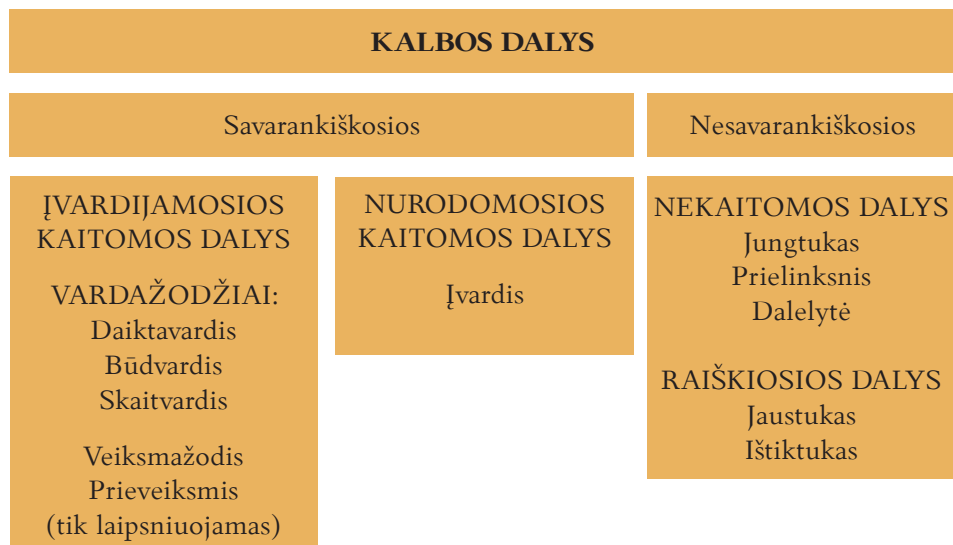 KALBOS DALYS
Savarankiškosios
Nesavarankiškosios
ĮVARDIJAMOSIOS
KAITOMOS DALYS
VARDAŽODŽIAI:
Daiktavardis
Būdvardis
Skaitvardis
Veiksmažodis
Prieveiksmis
(tik laipsniuojamas)
NURODOMOSIOS
KAITOMOS DALYS
Įvardis
NEKAITOMOS DALYS
Jungtukas
Prielinksnis
Dalelytė
RAIŠKIOSIOS DALYS
Jaustukas
Ištiktukas